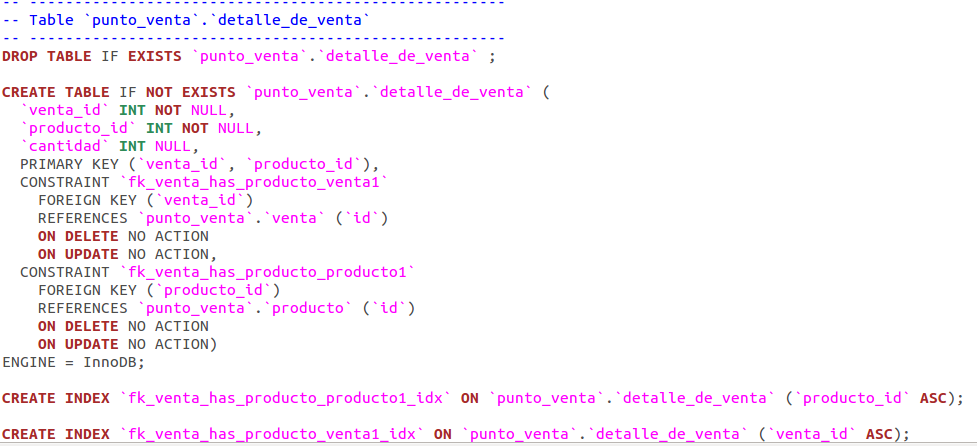 -- -----------------------------------------------------
-- Table `punto_venta`.`detalle_de_venta`
-- -----------------------------------------------------
DROP TABLE IF EXISTS `punto_venta`.`detalle_de_venta` ;

CREATE TABLE IF NOT EXISTS `punto_venta`.`detalle_de_venta` (
  `venta_id` INT NOT NULL,
  `producto_id` INT NOT NULL,
  `cantidad` INT NULL,
  PRIMARY KEY (`venta_id`, `producto_id`),
  CONSTRAINT `fk_venta_has_producto_venta1`
    FOREIGN KEY (`venta_id`)
    REFERENCES `punto_venta`.`venta` (`id`)
    ON DELETE NO ACTION
    ON UPDATE NO ACTION,
  CONSTRAINT `fk_venta_has_producto_producto1`
    FOREIGN KEY (`producto_id`)
    REFERENCES `punto_venta`.`producto` (`id`)
    ON DELETE NO ACTION
    ON UPDATE NO ACTION)
ENGINE = InnoDB;

CREATE INDEX `fk_venta_has_producto_producto1_idx` ON `punto_venta`.`detalle_de_venta` (`producto_id` ASC);

CREATE INDEX `fk_venta_has_producto_venta1_idx` ON `punto_venta`.`detalle_de_venta` (`venta_id` ASC);